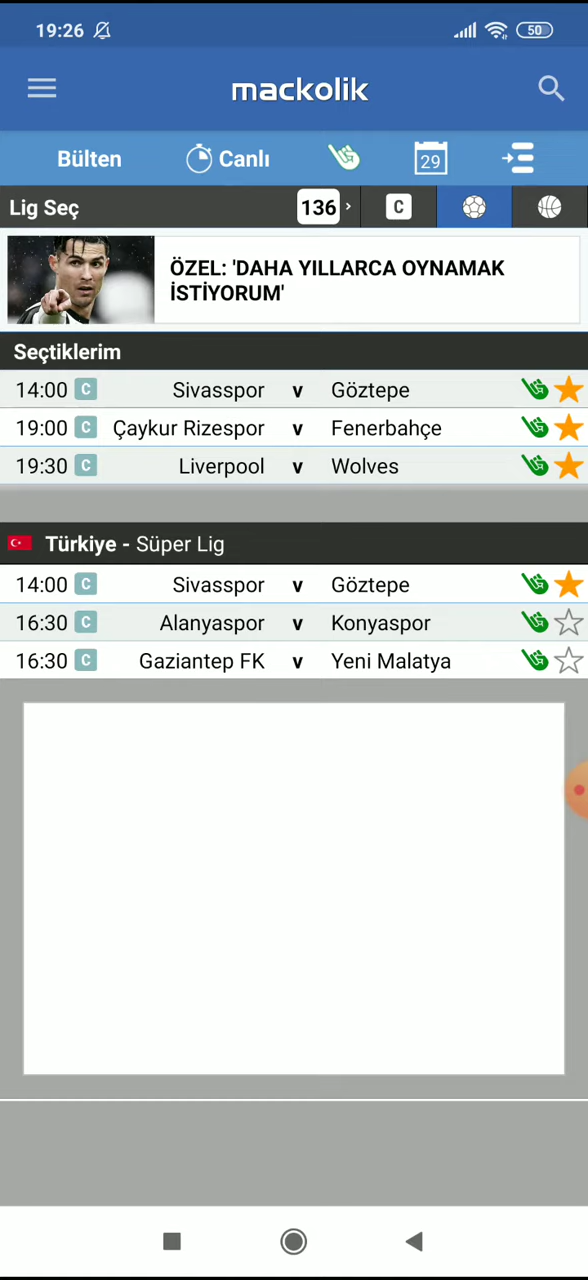 19:26 50
mackolik
Bülten Canlı 29
Lig Seç 136 C
ÖZEL: 'DAHA YILLARCA OYNAMAK
İSTİYORUM'
Seçtiklerim
14:00 C Sivasspor v Göztepe
19:00 C Çaykur Rizespor v Fenerbahçe
19:30 C Liverpool v Wolves
Türkiye - Süper Lig
14:00 C Sivasspor v Göztepe
16:30 C Alanyaspor v Konyaspor
16:30 C Gaziantep FK v Yeni Malatya